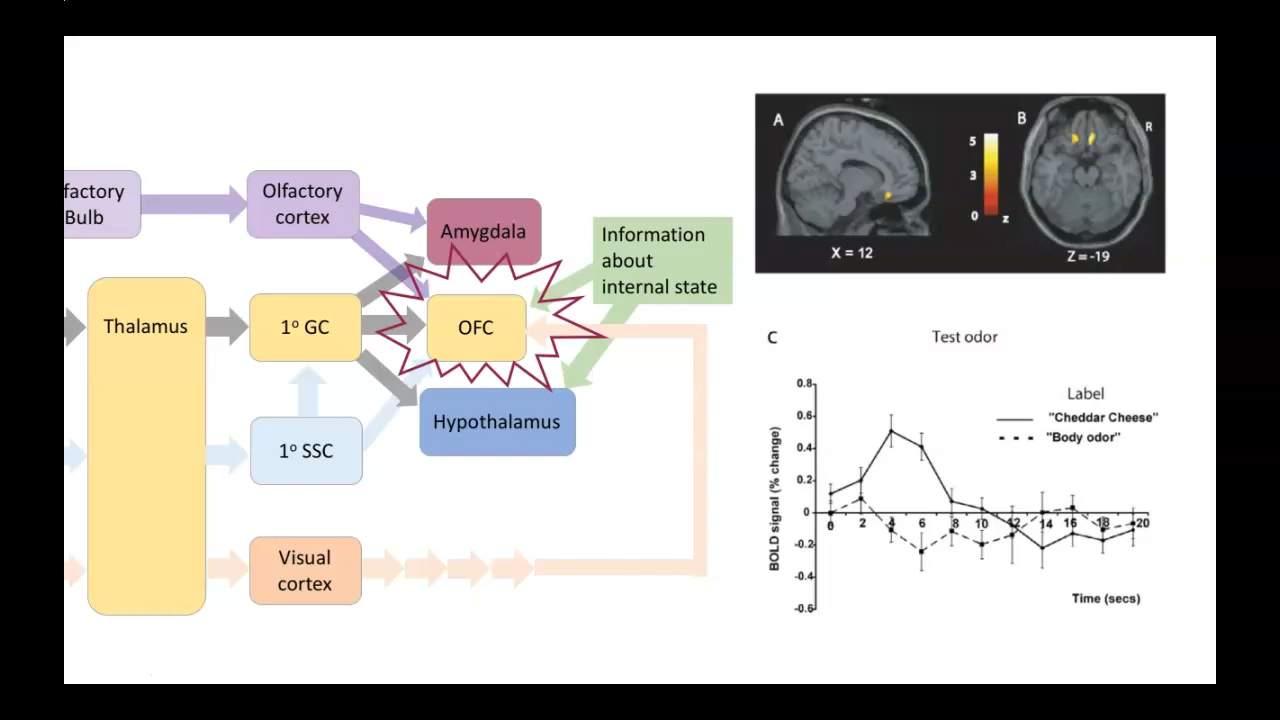 factory
Bulb
Olfactory
cortex
Amygdala
Information
about
internal state
Thalamus
1º GC
OFC
Hypothalamus
1º SSC
Visual
cortex
A
B
R
5
3
0
z
X = 12
Z = -19
C
Test odor
Label
"Cheddar Cheese"
"Body odor"
BOLD signal (% change)
0.8
0.6
0.4
0.2
0
-0.2
-0.4
-0.6
0 2 4 6 8 10 12 14 16 18 20
Time (secs)